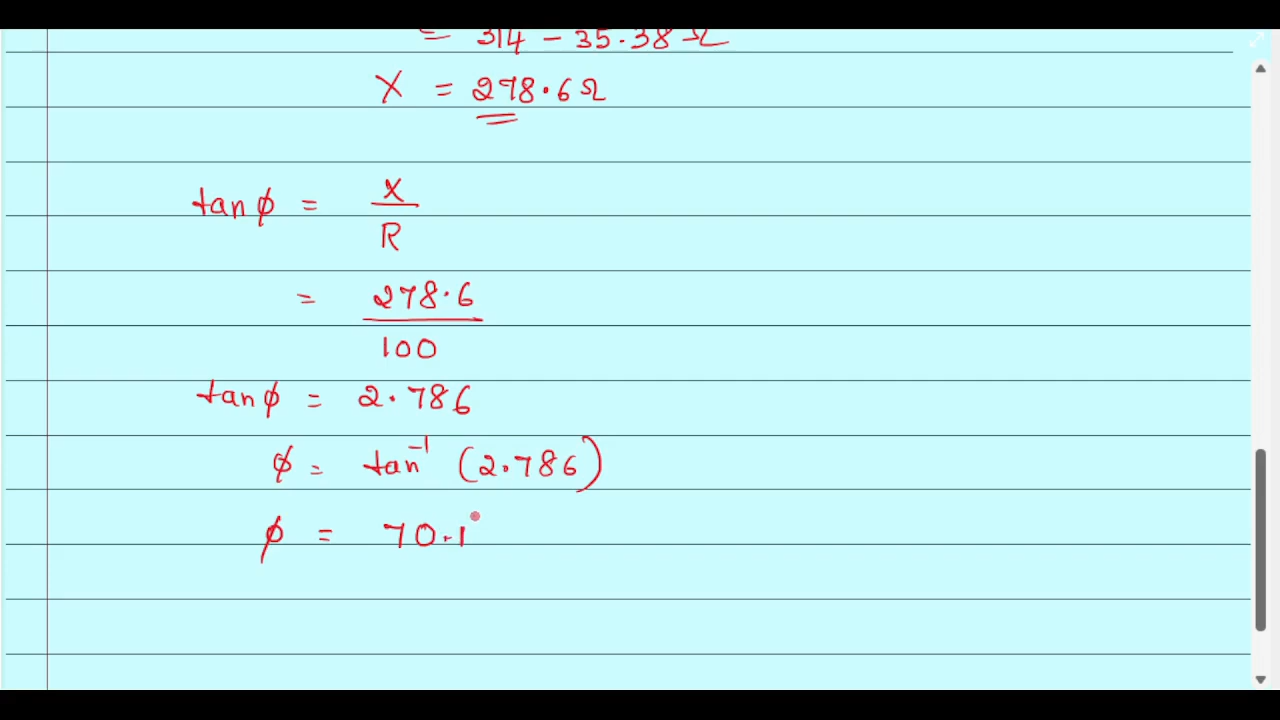 = 314 - 35.38 Ω
X = 278.6 Ω
tan ϕ = X / R
= 278.6 / 100
tan ϕ = 2.786
ϕ = tan⁻¹ (2.786)
ϕ = 70.1